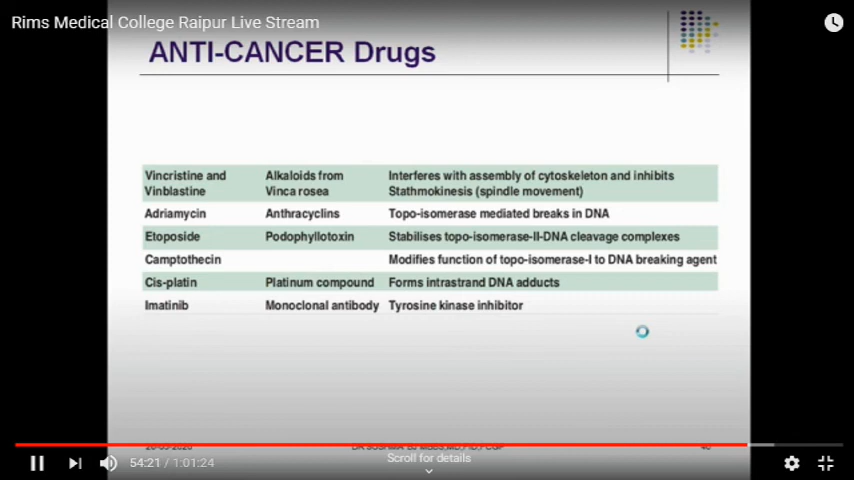 Rims Medical College Raipur Live Stream
ANTI-CANCER Drugs
Vincristine and Alkaloids from Interferes with assembly of cytoskeleton and inhibits
Vinblastine Vinca rosea Stathmokinesis (spindle movement)
Adriamycin Anthracyclins Topo-isomerase mediated breaks in DNA
Etoposide Podophyllotoxin Stabilises topo-isomerase-II-DNA cleavage complexes
Camptothecin Modifies function of topo-isomerase-I to DNA breaking agent
Cis-platin Platinum compound Forms intrastrand DNA adducts
Imatinib Monoclonal antibody Tyrosine kinase inhibitor
54:21 / 1:01:24
Scroll for details